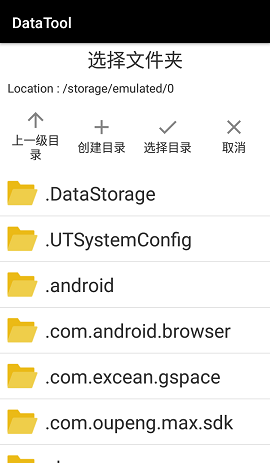 DataTool
选择文件夹
Location : /storage/emulated/0
上一级目录
创建目录
选择目录
取消
.DataStorage
.UTSystemConfig
.android
.com.android.browser
.com.excean.gspace
.com.oupeng.max.sdk